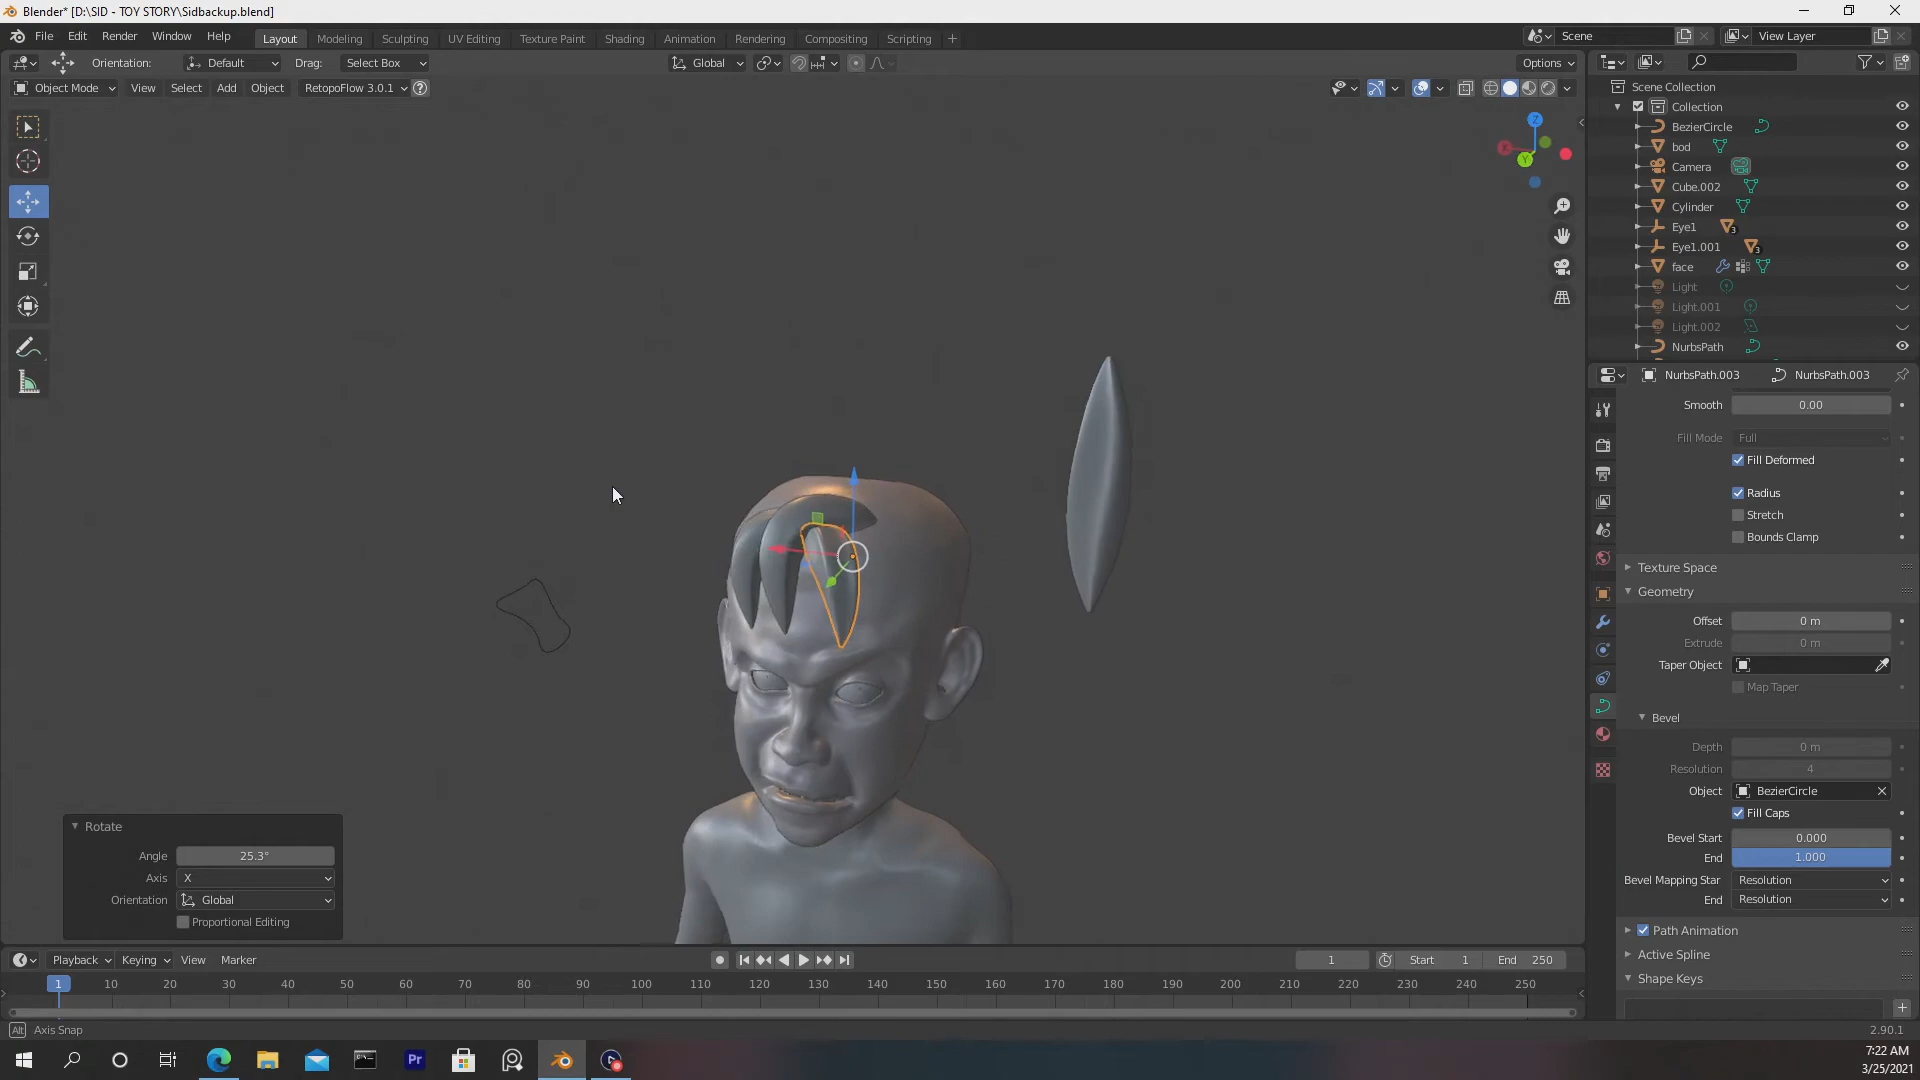 Blender* [D:\SID - TOY STORY\Sidbackup.blend]
File Edit Render Window Help
Layout Modeling Sculpting UV Editing Texture Paint Shading Animation Rendering Compositing Scripting
Scene
View Layer
Orientation: Default Drag: Select Box
Global
Options
Object Mode View Select Add Object RetopoFlow 3.0.1
Z
X
Y
Scene Collection
Collection
BezierCircle
bod
Camera
Cube.002
Cylinder
Eye1 3
Eye1.001 3
face
Light
Light.001
Light.002
NurbsPath
NurbsPath.003 NurbsPath.003
Smooth 0.00
Fill Mode Full
Fill Deformed
Radius
Stretch
Bounds Clamp
Texture Space
Geometry
Offset 0 m
Extrude 0 m
Taper Object
Map Taper
Bevel
Depth 0 m
Resolution 4
Object BezierCircle
Fill Caps
Bevel Start 0.000
End 1.000
Bevel Mapping Star Resolution
End Resolution
Path Animation
Active Spline
Shape Keys
Rotate
Angle 25.3°
Axis X
Orientation Global
Proportional Editing
Playback Keying View Marker
1 Start 1 End 250
1 10 20 30 40 50 60 70 80 90 100 110 120 130 140 150 160 170 180 190 200 210 220 230 240 250
Alt Axis Snap
2.90.1
Pr
7:22 AM
3/25/2021